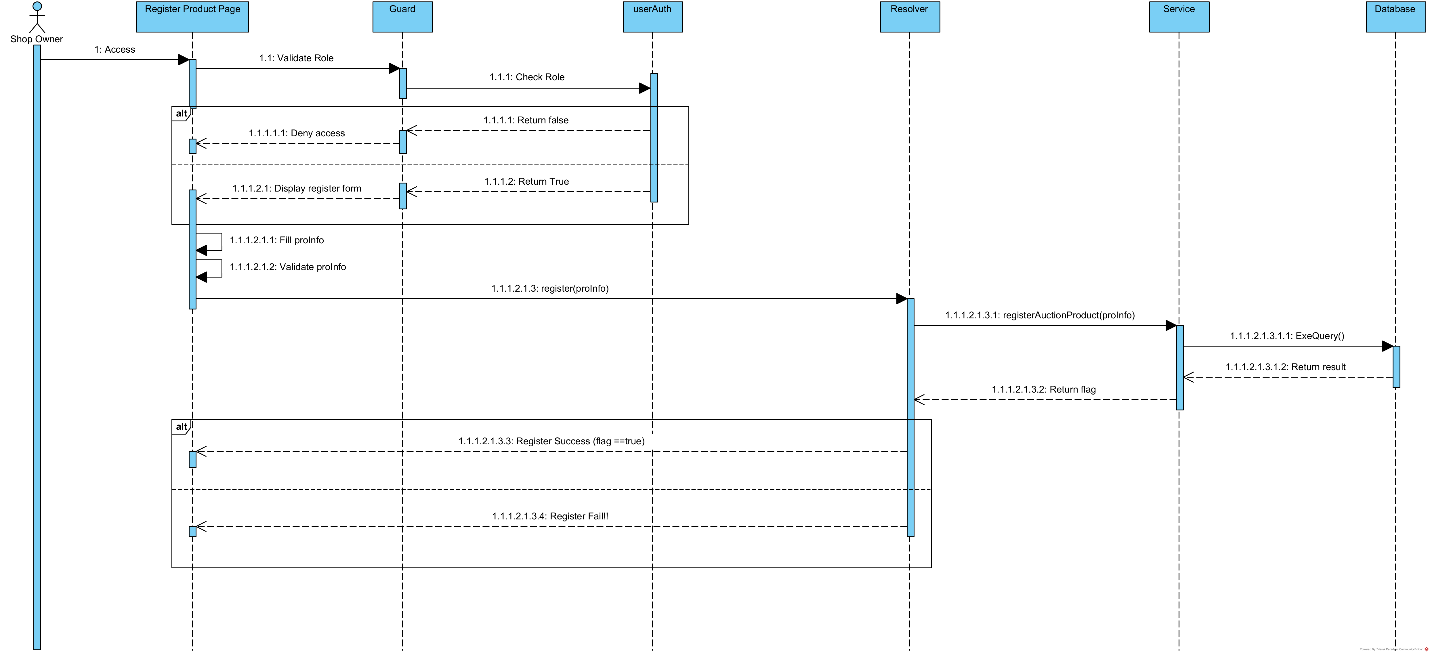 Register Product Page
Guard
userAuth
Resolver
Service
Database
Shop Owner
1: Access
1.1: Validate Role
1.1.1: Check Role
alt
1.1.1.1: Return false
1.1.1.1.1: Deny access
1.1.1.2: Return True
1.1.1.2.1: Display register form
1.1.1.2.1.1: Fill proInfo
1.1.1.2.1.2: Validate proInfo
1.1.1.2.1.3: register(proInfo)
1.1.1.2.1.3.1: registerAuctionProduct(proInfo)
1.1.1.2.1.3.1.1: ExeQuery()
1.1.1.2.1.3.1.2: Return result
1.1.1.2.1.3.2: Return flag
alt
1.1.1.2.1.3.3: Register Success (flag ==true)
1.1.1.2.1.3.4: Register Faill!